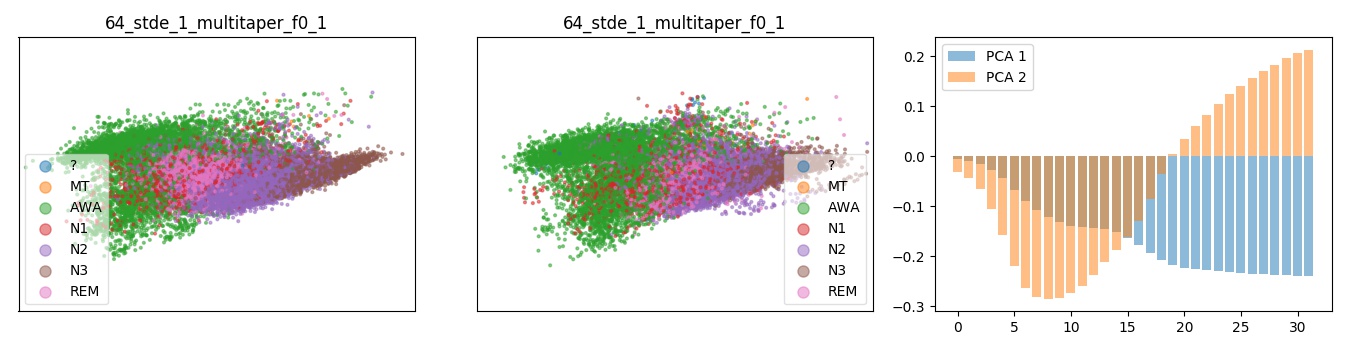 64_stde_1_multitaper_f0_1
?
MT
AWA
N1
N2
N3
REM
64_stde_1_multitaper_f0_1
?
MT
AWA
N1
N2
N3
REM
PCA 1
PCA 2
0.2
0.1
0.0
−0.1
−0.2
−0.3
0 5 10 15 20 25 30